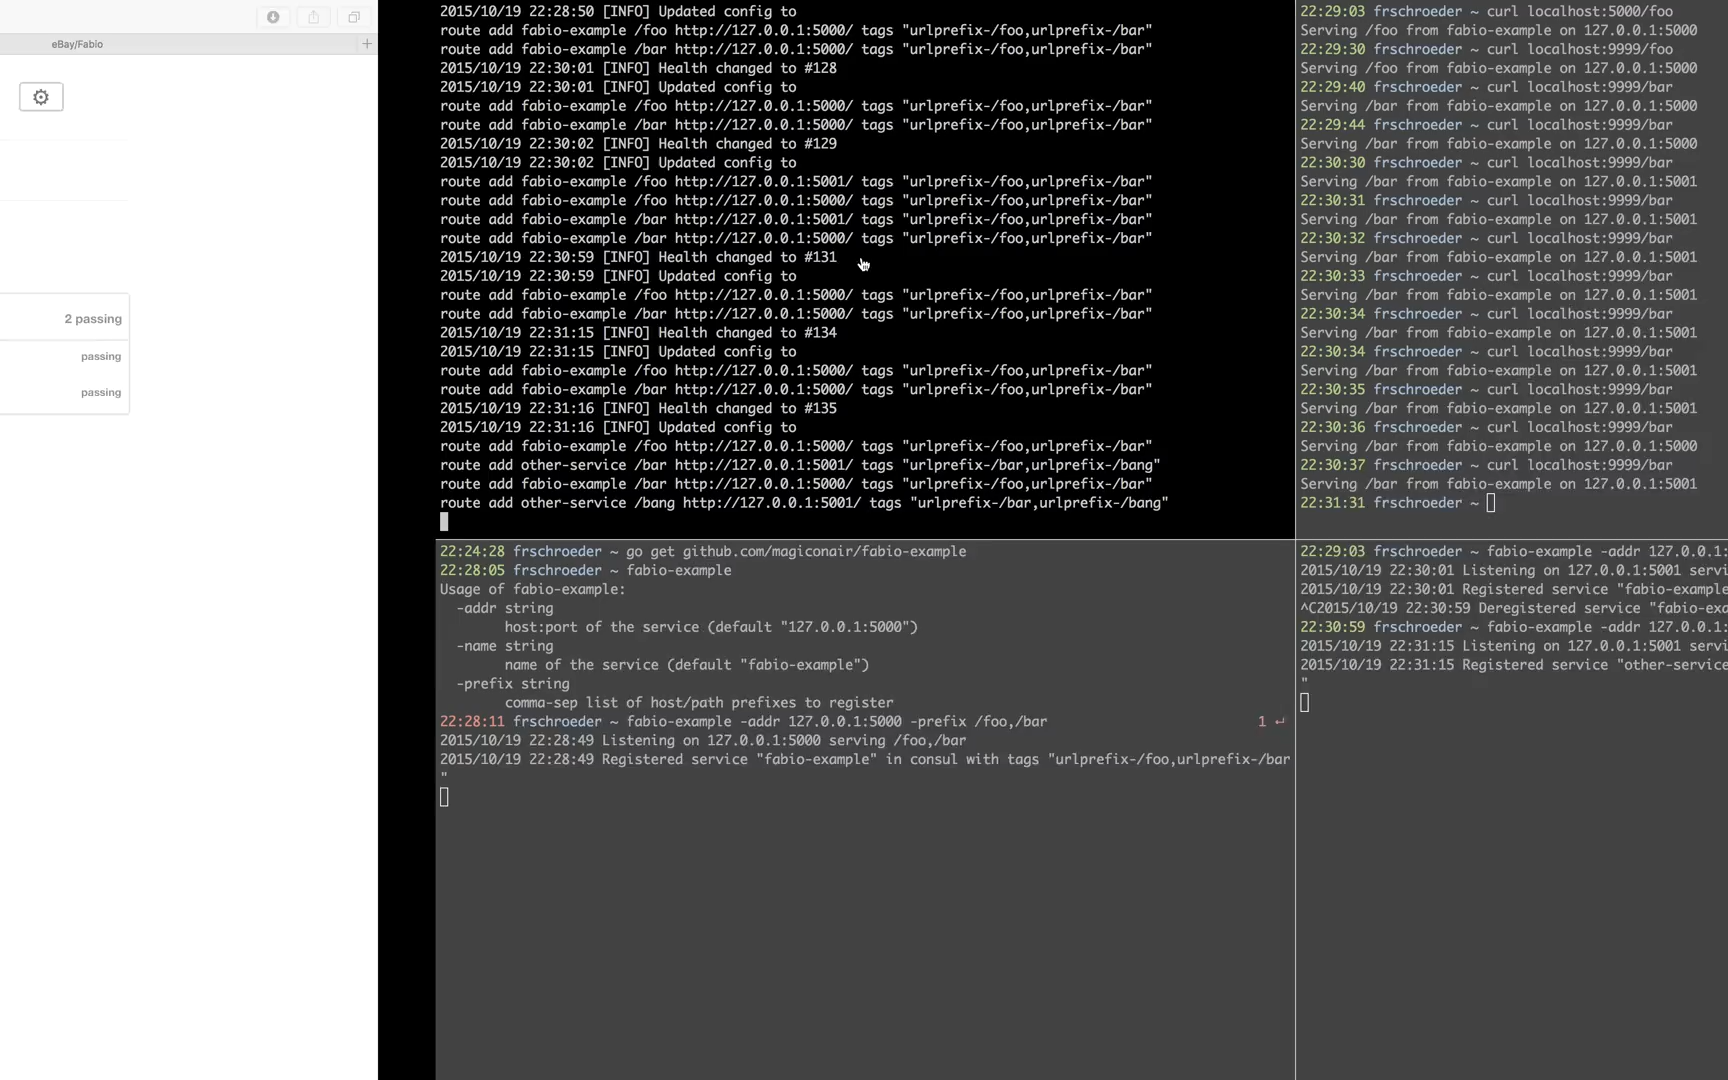 eBay/Fabio
2 passing
passing
passing
2015/10/19 22:28:50 [INFO] Updated config to
route add fabio-example /foo http://127.0.0.1:5000/ tags "urlprefix-/foo,urlprefix-/bar"
route add fabio-example /bar http://127.0.0.1:5000/ tags "urlprefix-/foo,urlprefix-/bar"
2015/10/19 22:30:01 [INFO] Health changed to #128
2015/10/19 22:30:01 [INFO] Updated config to
route add fabio-example /foo http://127.0.0.1:5000/ tags "urlprefix-/foo,urlprefix-/bar"
route add fabio-example /bar http://127.0.0.1:5000/ tags "urlprefix-/foo,urlprefix-/bar"
2015/10/19 22:30:02 [INFO] Health changed to #129
2015/10/19 22:30:02 [INFO] Updated config to
route add fabio-example /foo http://127.0.0.1:5001/ tags "urlprefix-/foo,urlprefix-/bar"
route add fabio-example /foo http://127.0.0.1:5000/ tags "urlprefix-/foo,urlprefix-/bar"
route add fabio-example /bar http://127.0.0.1:5001/ tags "urlprefix-/foo,urlprefix-/bar"
route add fabio-example /bar http://127.0.0.1:5000/ tags "urlprefix-/foo,urlprefix-/bar"
2015/10/19 22:30:59 [INFO] Health changed to #131
2015/10/19 22:30:59 [INFO] Updated config to
route add fabio-example /foo http://127.0.0.1:5000/ tags "urlprefix-/foo,urlprefix-/bar"
route add fabio-example /bar http://127.0.0.1:5000/ tags "urlprefix-/foo,urlprefix-/bar"
2015/10/19 22:31:15 [INFO] Health changed to #134
2015/10/19 22:31:15 [INFO] Updated config to
route add fabio-example /foo http://127.0.0.1:5000/ tags "urlprefix-/foo,urlprefix-/bar"
route add fabio-example /bar http://127.0.0.1:5000/ tags "urlprefix-/foo,urlprefix-/bar"
2015/10/19 22:31:16 [INFO] Health changed to #135
2015/10/19 22:31:16 [INFO] Updated config to
route add fabio-example /foo http://127.0.0.1:5000/ tags "urlprefix-/foo,urlprefix-/bar"
route add other-service /bar http://127.0.0.1:5001/ tags "urlprefix-/bar,urlprefix-/bang"
route add fabio-example /bar http://127.0.0.1:5000/ tags "urlprefix-/foo,urlprefix-/bar"
route add other-service /bang http://127.0.0.1:5001/ tags "urlprefix-/bar,urlprefix-/bang"
22:29:03 frschroeder ~ curl localhost:5000/foo
Serving /foo from fabio-example on 127.0.0.1:5000
22:29:30 frschroeder ~ curl localhost:9999/foo
Serving /foo from fabio-example on 127.0.0.1:5000
22:29:40 frschroeder ~ curl localhost:9999/bar
Serving /bar from fabio-example on 127.0.0.1:5000
22:29:44 frschroeder ~ curl localhost:9999/bar
Serving /bar from fabio-example on 127.0.0.1:5000
22:30:30 frschroeder ~ curl localhost:9999/bar
Serving /bar from fabio-example on 127.0.0.1:5001
22:30:31 frschroeder ~ curl localhost:9999/bar
Serving /bar from fabio-example on 127.0.0.1:5001
22:30:32 frschroeder ~ curl localhost:9999/bar
Serving /bar from fabio-example on 127.0.0.1:5001
22:30:33 frschroeder ~ curl localhost:9999/bar
Serving /bar from fabio-example on 127.0.0.1:5001
22:30:34 frschroeder ~ curl localhost:9999/bar
Serving /bar from fabio-example on 127.0.0.1:5001
22:30:34 frschroeder ~ curl localhost:9999/bar
Serving /bar from fabio-example on 127.0.0.1:5001
22:30:35 frschroeder ~ curl localhost:9999/bar
Serving /bar from fabio-example on 127.0.0.1:5001
22:30:36 frschroeder ~ curl localhost:9999/bar
Serving /bar from fabio-example on 127.0.0.1:5000
22:30:37 frschroeder ~ curl localhost:9999/bar
Serving /bar from fabio-example on 127.0.0.1:5001
22:31:31 frschroeder ~
22:24:28 frschroeder ~ go get github.com/magiconair/fabio-example
22:28:05 frschroeder ~ fabio-example
Usage of fabio-example:
-addr string
host:port of the service (default "127.0.0.1:5000")
-name string
name of the service (default "fabio-example")
-prefix string
comma-sep list of host/path prefixes to register
22:28:11 frschroeder ~ fabio-example -addr 127.0.0.1:5000 -prefix /foo,/bar 1 ↵
2015/10/19 22:28:49 Listening on 127.0.0.1:5000 serving /foo,/bar
2015/10/19 22:28:49 Registered service "fabio-example" in consul with tags "urlprefix-/foo,urlprefix-/bar
"
22:29:03 frschroeder ~ fabio-example -addr 127.0.0.1:
2015/10/19 22:30:01 Listening on 127.0.0.1:5001 servi
2015/10/19 22:30:01 Registered service "fabio-example
^C2015/10/19 22:30:59 Deregistered service "fabio-exa
22:30:59 frschroeder ~ fabio-example -addr 127.0.0.1:
2015/10/19 22:31:15 Listening on 127.0.0.1:5001 servi
2015/10/19 22:31:15 Registered service "other-service
"